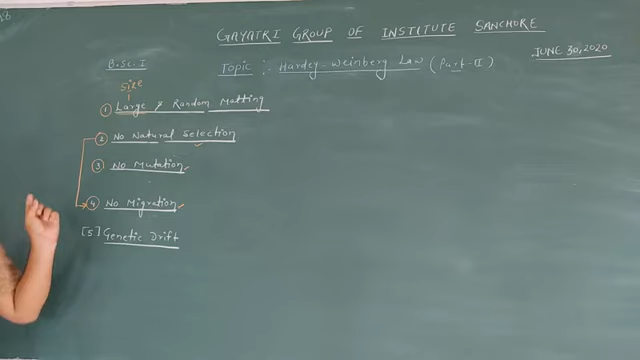 GAYATRI GROUP OF INSTITUTE SANCHORE
JUNE 30, 2020
B.Sc. I
Topic :- Hardey-Weinberg Law (Part-II)
Size
① Large & Random Matting
② No Natural Selection
③ No Mutation
④ No Migration
[5] Genetic Drift